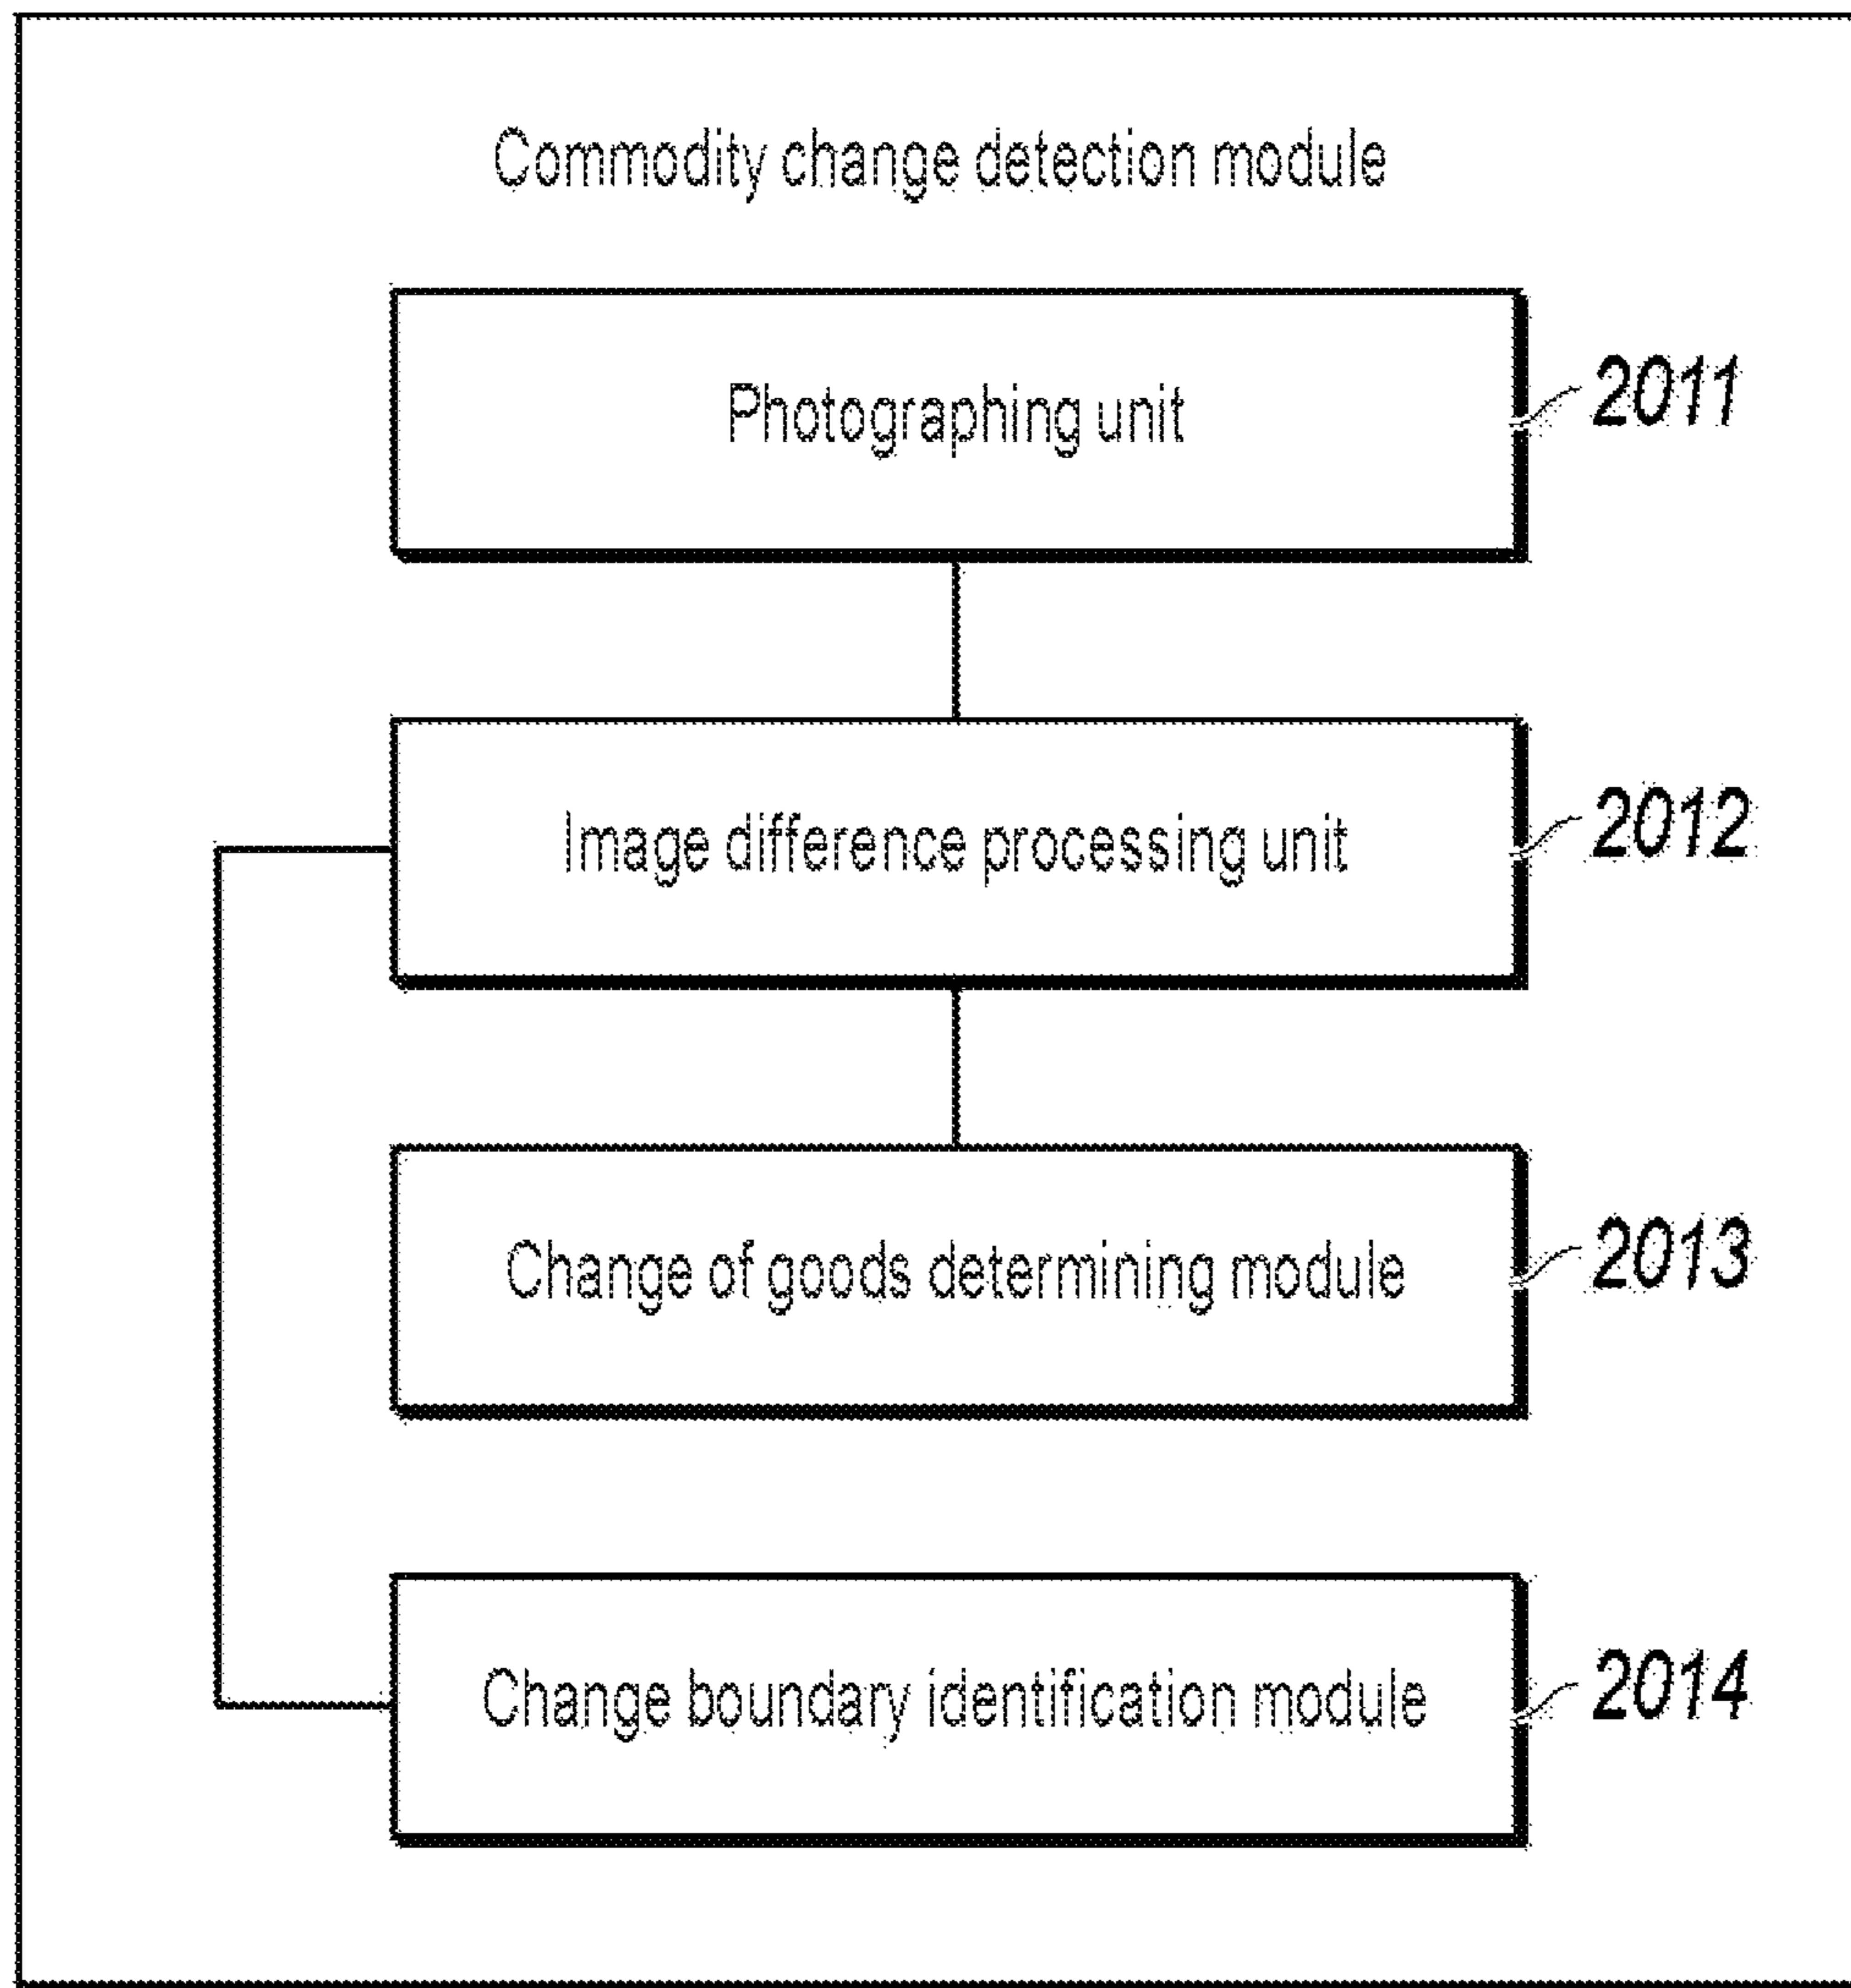 Commodity change detection module
Photographing unit
2011
Image difference processing unit
2012
Change of goods determining module
2013
Change boundary identification module
2014